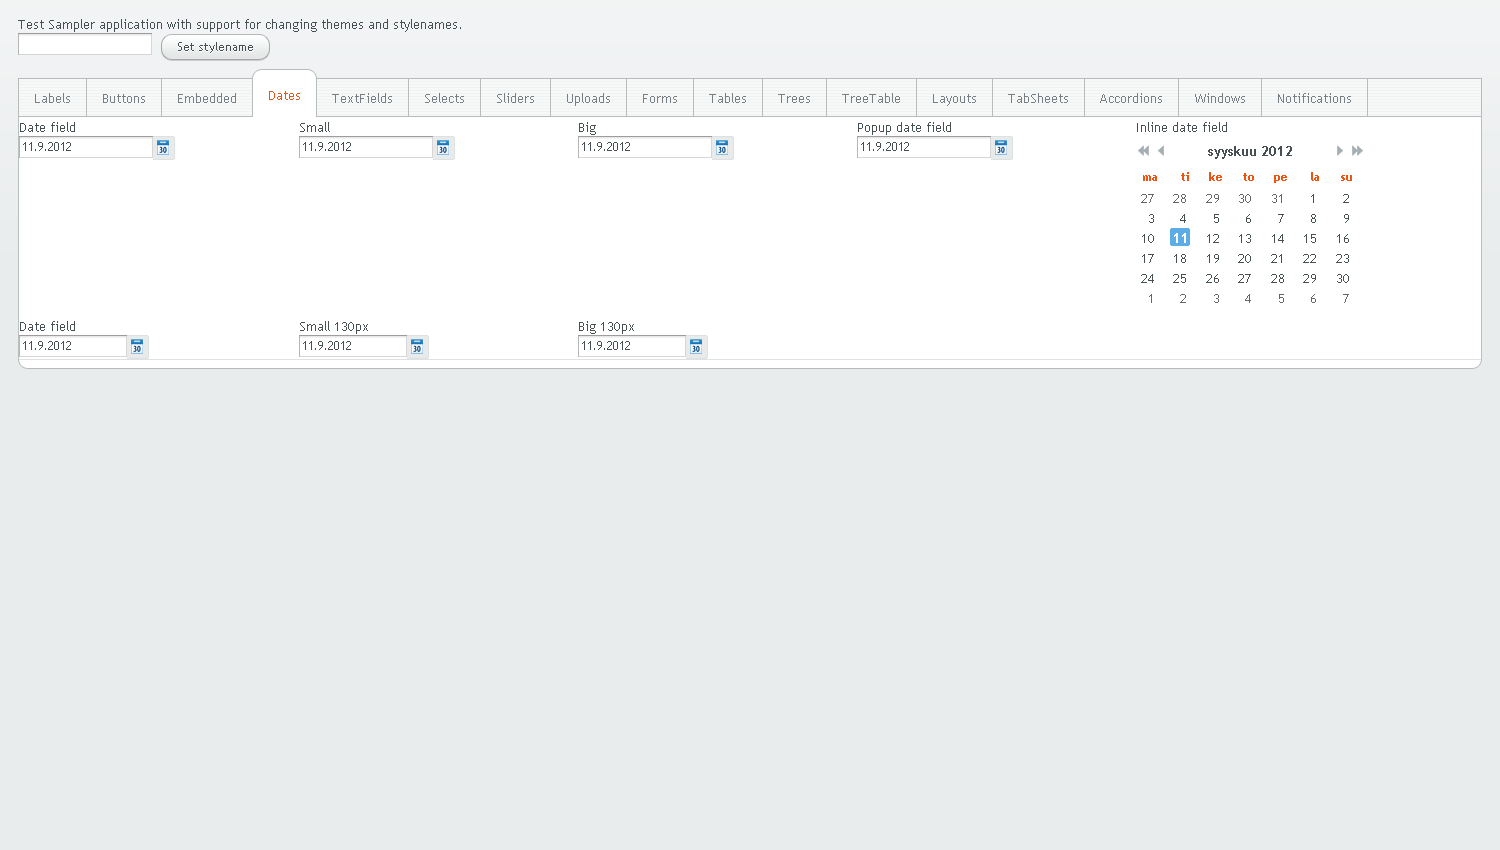 Test Sampler application with support for changing themes and stylenames.
Set stylename
Labels Buttons Embedded Dates TextFields Selects Sliders Uploads Forms Tables Trees TreeTable Layouts TabSheets Accordions Windows Notifications
Date field Small Big Popup date field Inline date field
11.9.2012 30 11.9.2012 30 11.9.2012 30 11.9.2012 30
syyskuu 2012
ma ti ke to pe la su
27 28 29 30 31 1 2
3 4 5 6 7 8 9
10 11 12 13 14 15 16
17 18 19 20 21 22 23
24 25 26 27 28 29 30
1 2 3 4 5 6 7
Date field Small 130px Big 130px
11.9.2012 30 11.9.2012 30 11.9.2012 30